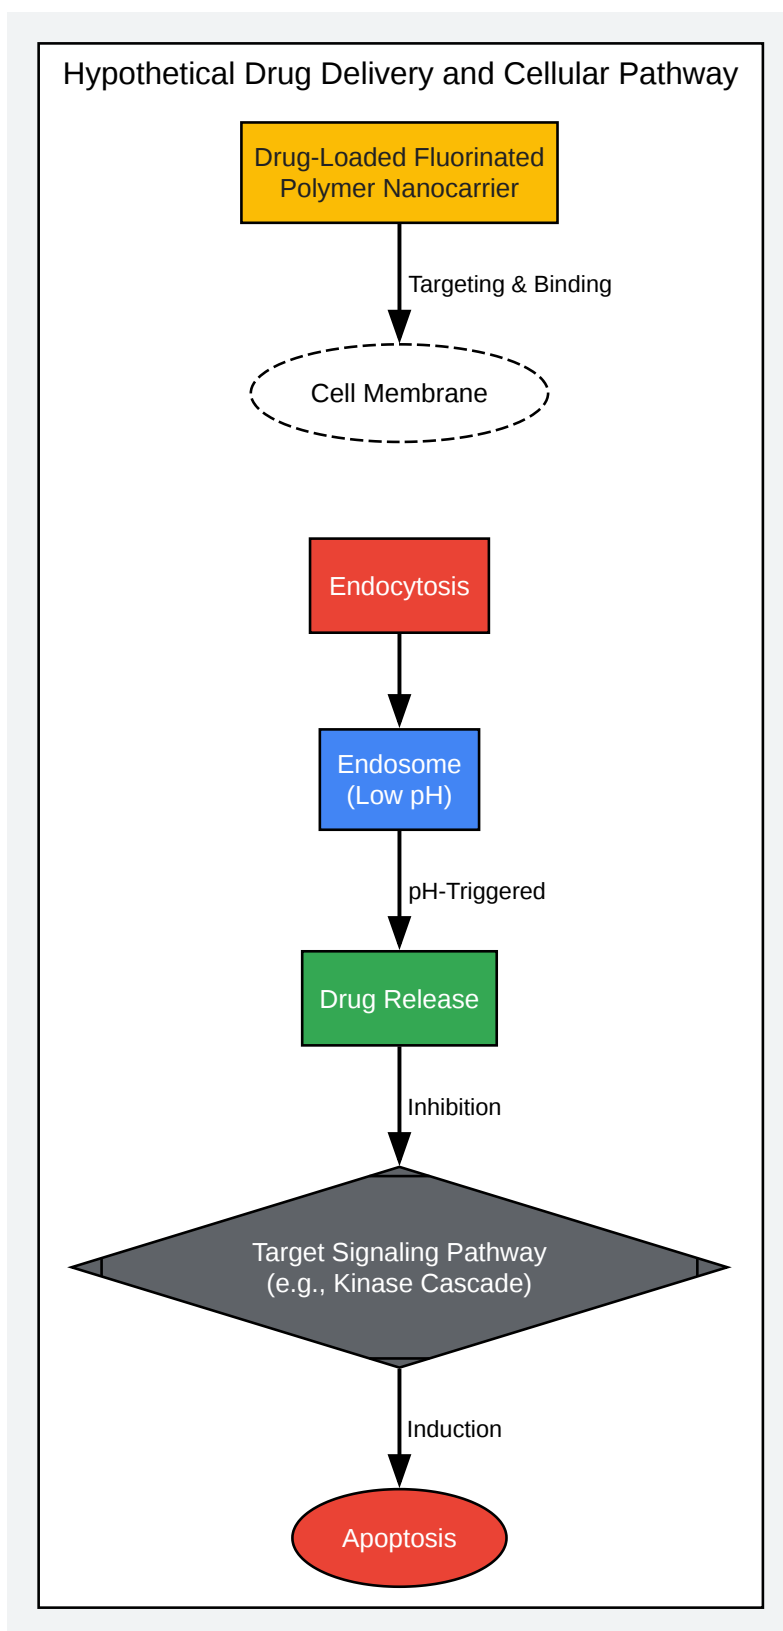 Hypothetical Drug Delivery and Cellular Pathway
Drug-Loaded Fluorinated
Polymer Nanocarrier
Targeting & Binding
Cell Membrane
Endocytosis
Endosome
(Low pH)
pH-Triggered
Drug Release
Inhibition
Target Signaling Pathway
(e.g., Kinase Cascade)
Induction
Apoptosis